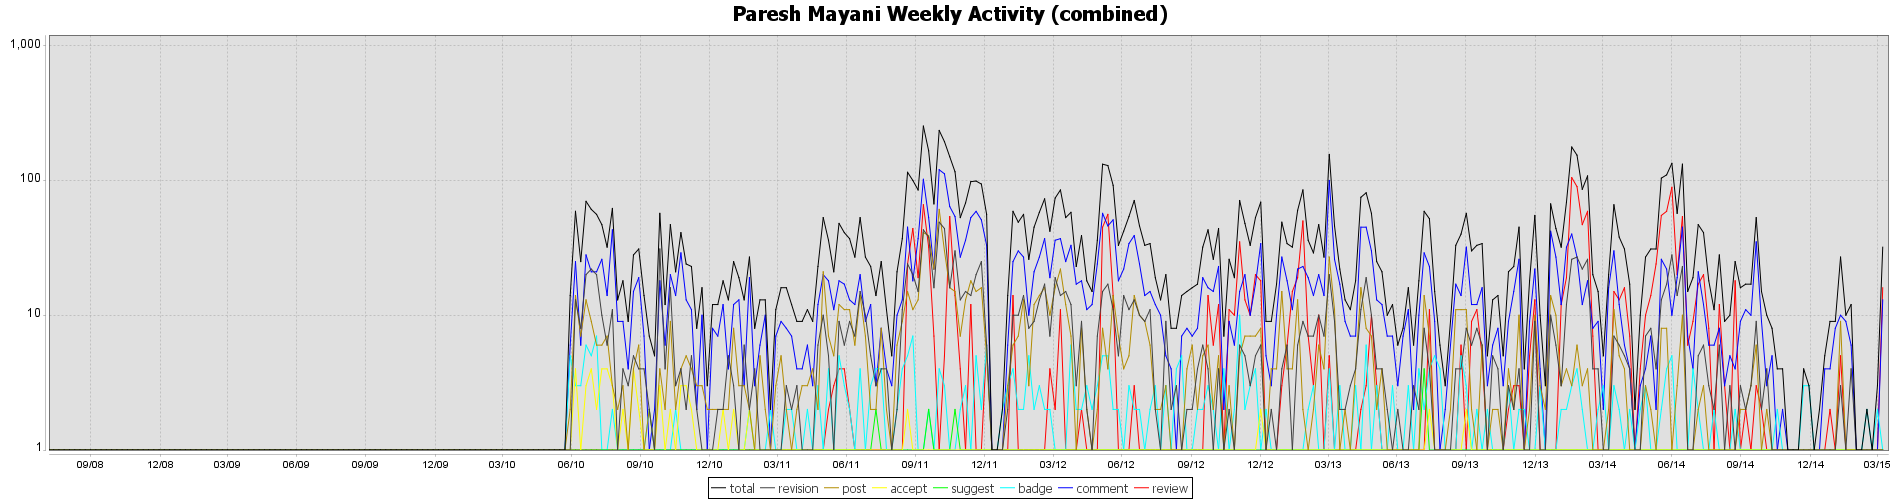 Paresh Mayani Weekly Activity (combined)
1,000
100
10
1
09/08 12/08 03/09 06/09 09/09 12/09 03/10 06/10 09/10 12/10 03/11 06/11 09/11 12/11 03/12 06/12 09/12 12/12 03/13 06/13 09/13 12/13 03/14 06/14 09/14 12/14 03/15
total revision post accept suggest badge comment review